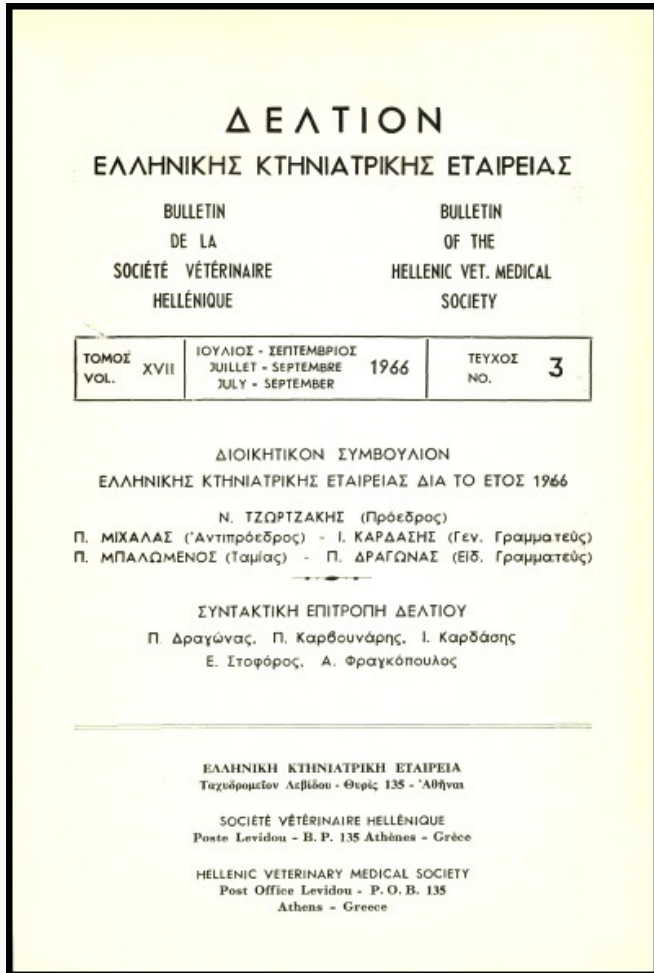 ΔΕΛΤΙΟΝ
ΕΛΛΗΝΙΚΗΣ ΚΤΗΝΙΑΤΡΙΚΗΣ ΕΤΑΙΡΕΙΑΣ
BULLETIN
DE LA
SOCIÉTÉ VÉTÉRINAIRE
HELLÉNIQUE
BULLETIN
OF THE
HELLENIC VET. MEDICAL
SOCIETY
ΤΟΜΟΣ
VOL.
XVII
ΙΟΥΛΙΟΣ - ΣΕΠΤΕΜΒΡΙΟΣ
JUILLET - SEPTEMBRE
JULY - SEPTEMBER
1966
ΤΕΥΧΟΣ
NO.
3
ΔΙΟΙΚΗΤΙΚΟΝ ΣΥΜΒΟΥΛΙΟΝ
ΕΛΛΗΝΙΚΗΣ ΚΤΗΝΙΑΤΡΙΚΗΣ ΕΤΑΙΡΕΙΑΣ ΔΙΑ ΤΟ ΕΤΟΣ 1966
Ν. ΤΖΩΡΤΖΑΚΗΣ (Πρόεδρος)
Π. ΜΙΧΑΛΑΣ (Ἀντιπρόεδρος) - Ι. ΚΑΡΔΑΣΗΣ (Γεν. Γραμματεὺς)
Π. ΜΠΑΛΩΜΕΝΟΣ (Ταμίας) - Π. ΔΡΑΓΩΝΑΣ (Εἰδ. Γραμματεὺς)
ΣΥΝΤΑΚΤΙΚΗ ΕΠΙΤΡΟΠΗ ΔΕΛΤΙΟΥ
Π. Δραγώνας, Π. Καρβουνάρης, Ι. Καρδάσης
Ε. Στοφόρος, Α. Φραγκόπουλος
ΕΛΛΗΝΙΚΗ ΚΤΗΝΙΑΤΡΙΚΗ ΕΤΑΙΡΕΙΑ
Ταχυδρομεῖον Λεβίδου - Θυρὶς 135 - Ἀθῆναι
SOCIÉTÉ VÉTÉRINAIRE HELLÉNIQUE
Poste Levidou - B. P. 135 Athènes - Grèce
HELLENIC VETERINARY MEDICAL SOCIETY
Post Office Levidou - P. O. B. 135
Athens - Greece